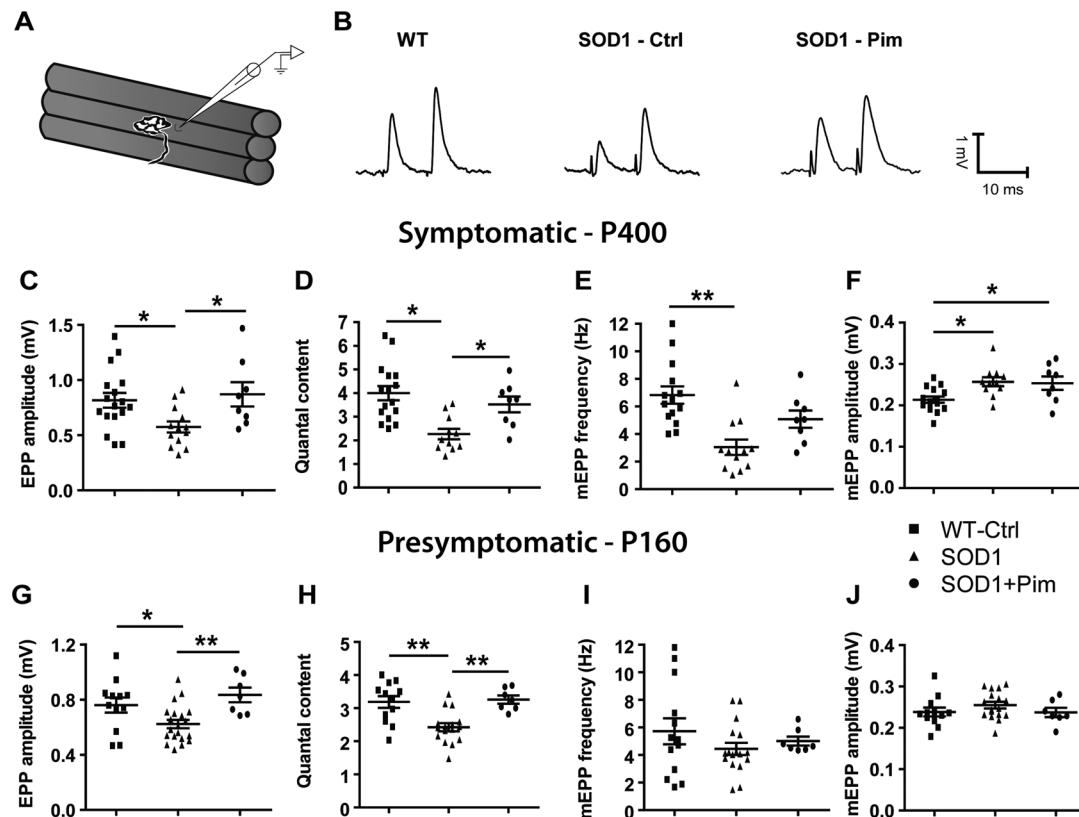 A
B
WT
SOD1 - Ctrl
SOD1 - Pim
1 mV
10 ms
Symptomatic - P400
C
EPP amplitude (mV)
1.5
1.0
0.5
0.0
*
*
D
Quantal content
7
6
5
4
3
2
1
0
*
*
E
mEPP frequency (Hz)
12
10
8
6
4
2
0
**
F
mEPP amplitude (mV)
0.4
0.3
0.2
0.1
0.0
*
*
WT-Ctrl
SOD1
SOD1+Pim
Presymptomatic - P160
G
EPP amplitude (mV)
1.2
0.8
0.4
0.0
*
**
H
Quantal content
5
4
3
2
1
0
**
**
I
mEPP frequency (Hz)
12
10
8
6
4
2
0
J
mEPP amplitude (mV)
0.4
0.3
0.2
0.1
0.0